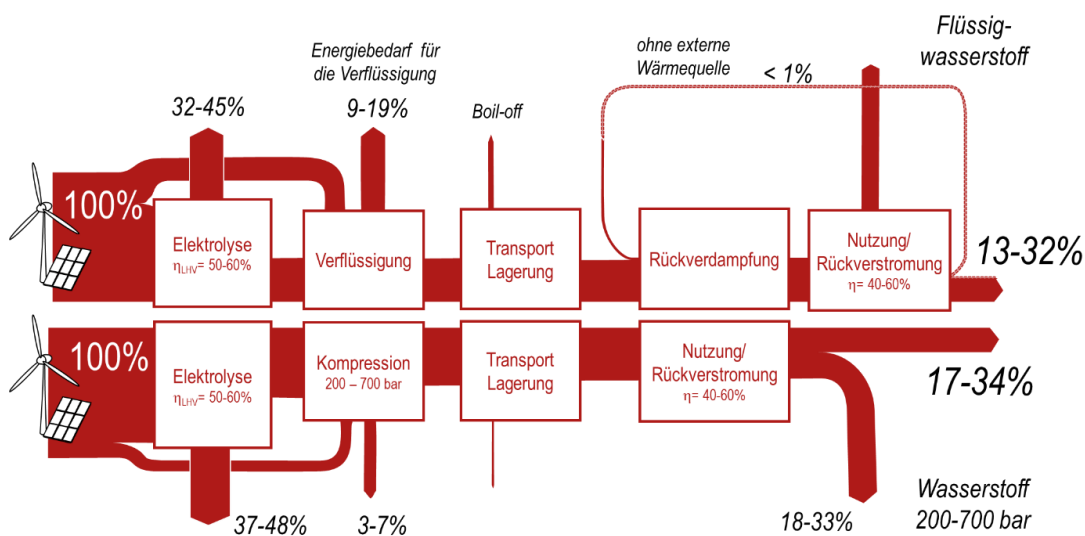 Energiebedarf für
die Verflüssigung
32-45%
9-19%
Boil-off
ohne externe
Wärmequelle
< 1%
Flüssig-
wasserstoff
100%
Elektrolyse
ηLHV= 50-60%
Verflüssigung
Transport
Lagerung
Rückverdampfung
Nutzung/
Rückverstromung
η= 40-60%
13-32%
100%
Elektrolyse
ηLHV= 50-60%
Kompression
200 – 700 bar
Transport
Lagerung
Nutzung/
Rückverstromung
η= 40-60%
17-34%
37-48%
3-7%
18-33%
Wasserstoff
200-700 bar